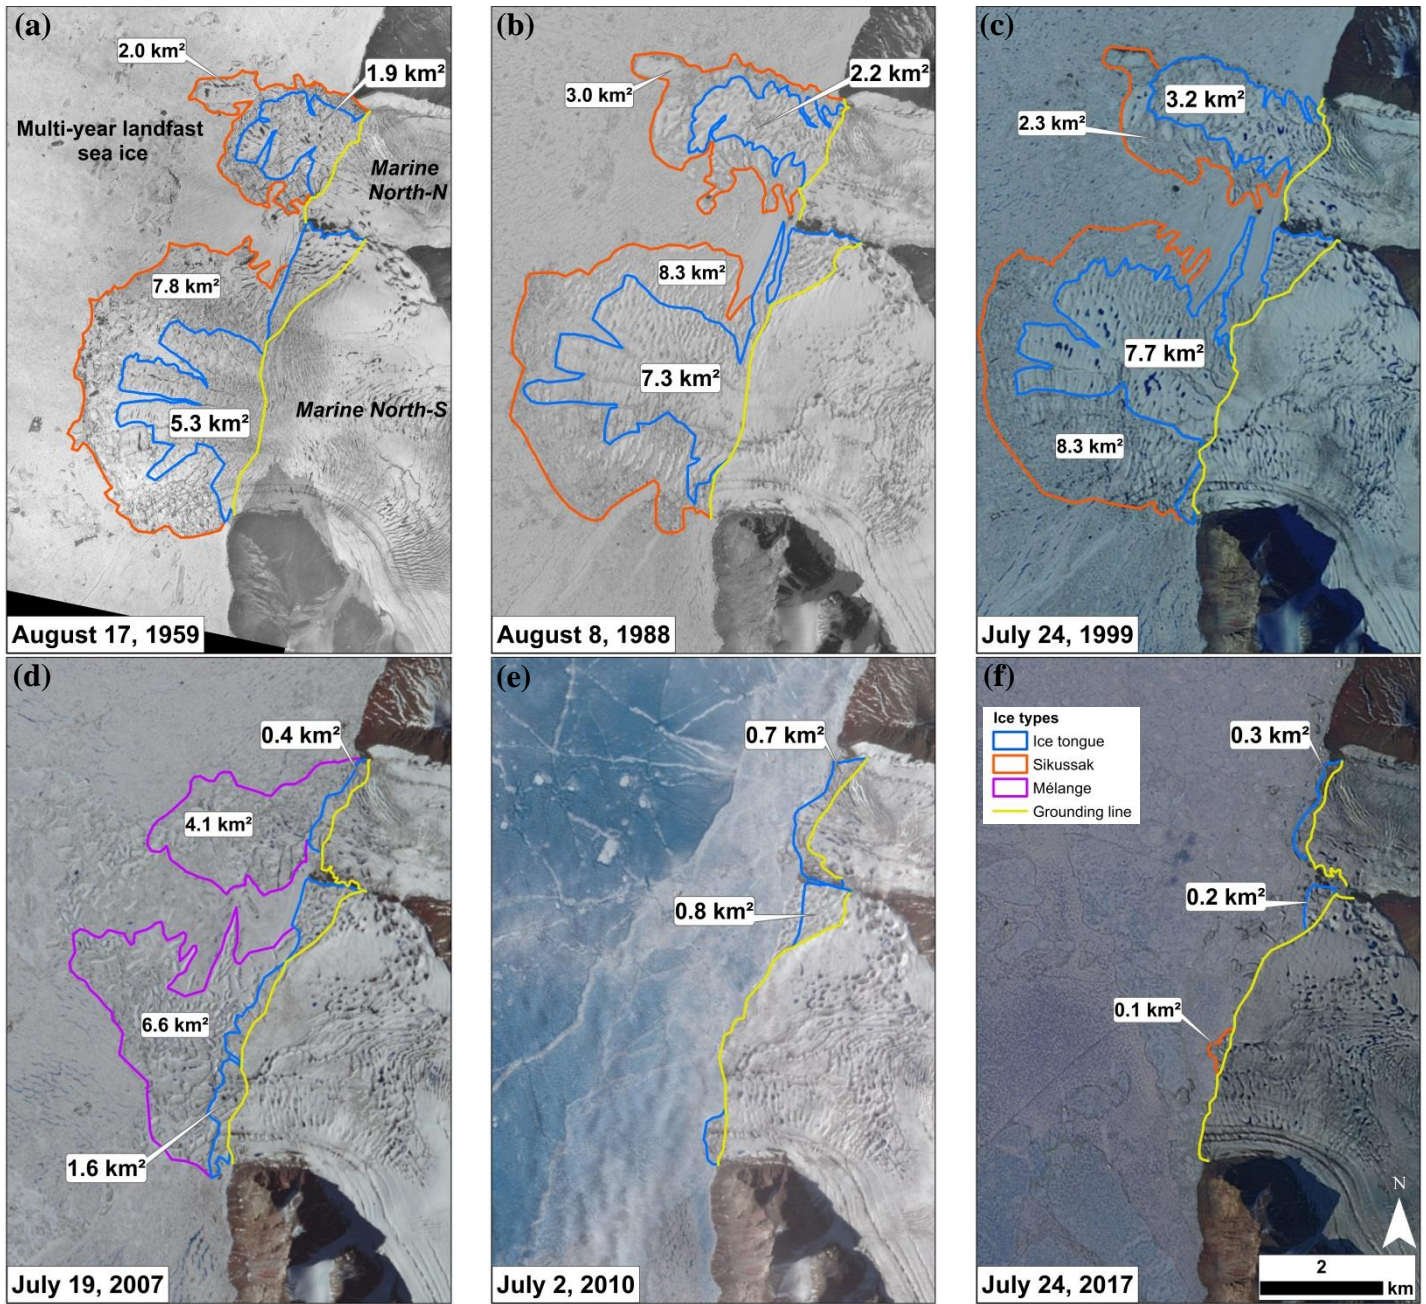 (a)
2.0 km²
1.9 km²
Multi-year landfast
sea ice
Marine
North-N
7.8 km²
Marine North-S
5.3 km²
August 17, 1959
(b)
3.0 km²
2.2 km²
8.3 km²
7.3 km²
August 8, 1988
(c)
3.2 km²
2.3 km²
7.7 km²
8.3 km²
July 24, 1999
(d)
0.4 km²
4.1 km²
6.6 km²
1.6 km²
July 19, 2007
(e)
0.7 km²
0.8 km²
July 2, 2010
(f)
Ice types
Ice tongue
Sikussak
Mélange
Grounding line
0.3 km²
0.2 km²
0.1 km²
N
2
km
July 24, 2017